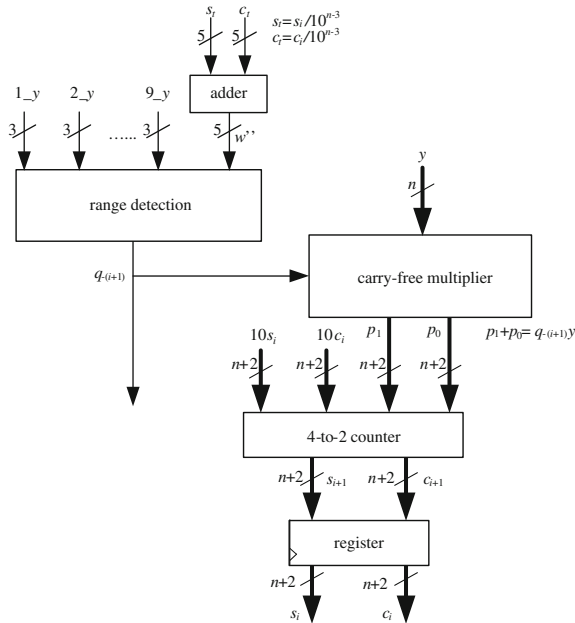 s_t c_t s_t=s_i/10^{n-3}
5 5 c_t=c_i/10^{n-3}
adder
1_y 2_y 9_y
3 3 ...... 3 5 w’’
range detection
y
n
q_{-(i+1)}
carry-free multiplier
10s_i 10c_i p_1 p_0 p_1+p_0= q_{-(i+1)}y
n+2 n+2 n+2 n+2
4-to-2 counter
n+2 s_{i+1} n+2 c_{i+1}
register
n+2 n+2
s_i c_i